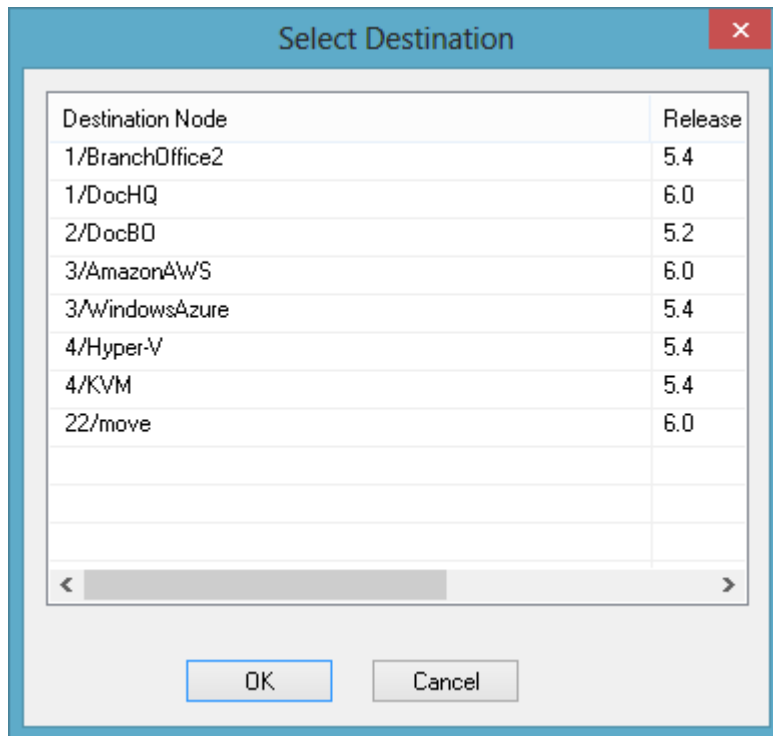 Select Destination
Destination Node Release
1/BranchOffice2 5.4
1/DocHQ 6.0
2/DocBO 5.2
3/AmazonAWS 6.0
3/WindowsAzure 5.4
4/Hyper-V 5.4
4/KVM 5.4
22/move 6.0
OK Cancel